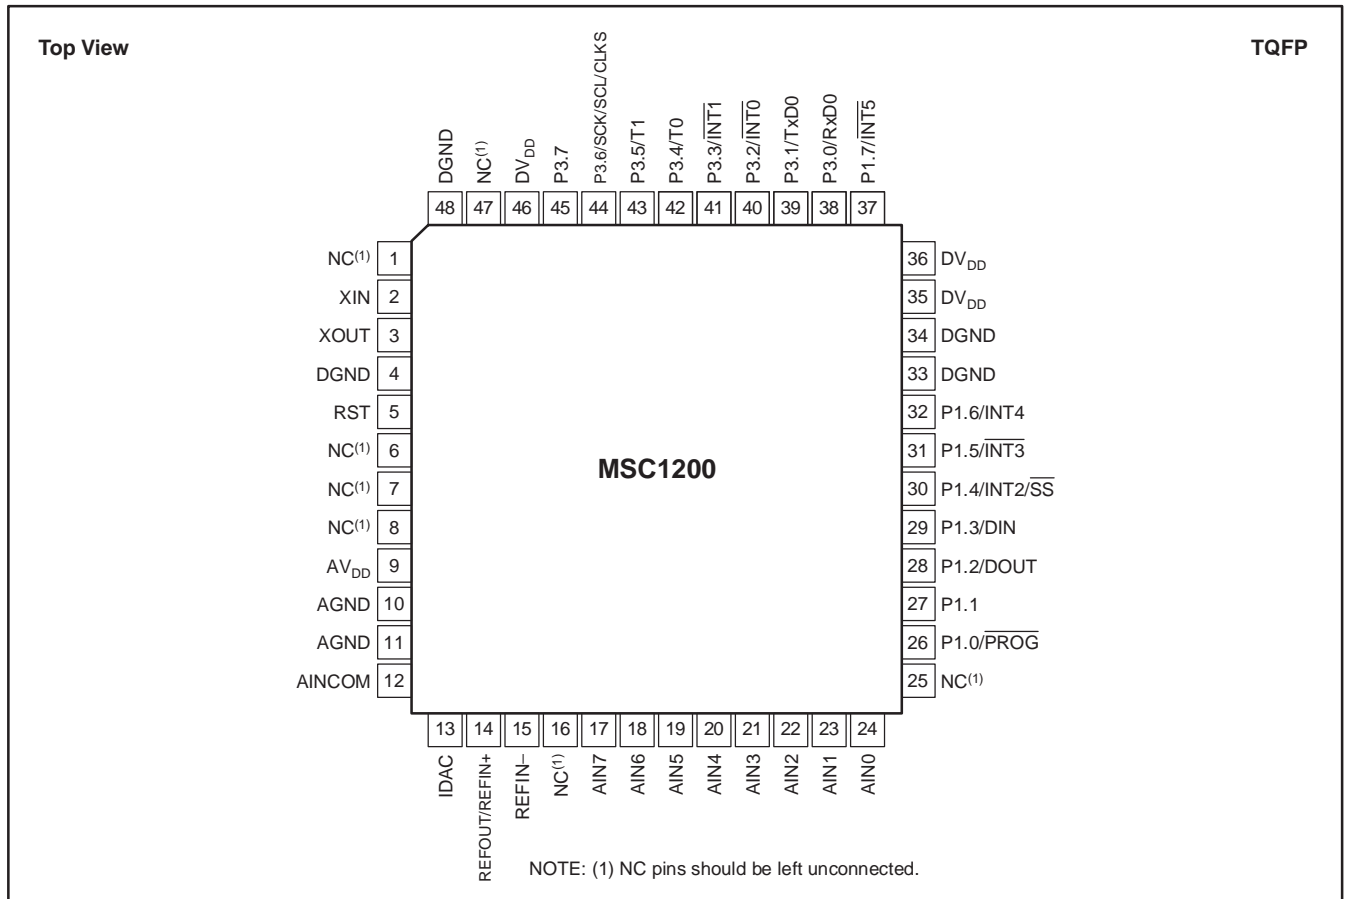 Top View
TQFP
DGND
NC(1)
DVDD
P3.7
P3.6/SCK/SCL/CLKS
P3.5/T1
P3.4/T0
P3.3/INT1
P3.2/INT0
P3.1/TxD0
P3.0/RxD0
P1.7/INT5
48 47 46 45 44 43 42 41 40 39 38 37
NC(1) 1
XIN 2
XOUT 3
DGND 4
RST 5
NC(1) 6
NC(1) 7
NC(1) 8
AVDD 9
AGND 10
AGND 11
AINCOM 12
MSC1200
36 DVDD
35 DVDD
34 DGND
33 DGND
32 P1.6/INT4
31 P1.5/INT3
30 P1.4/INT2/SS
29 P1.3/DIN
28 P1.2/DOUT
27 P1.1
26 P1.0/PROG
25 NC(1)
13 14 15 16 17 18 19 20 21 22 23 24
IDAC
REFOUT/REFIN+
REFIN–
NC(1)
AIN7
AIN6
AIN5
AIN4
AIN3
AIN2
AIN1
AIN0
NOTE: (1) NC pins should be left unconnected.